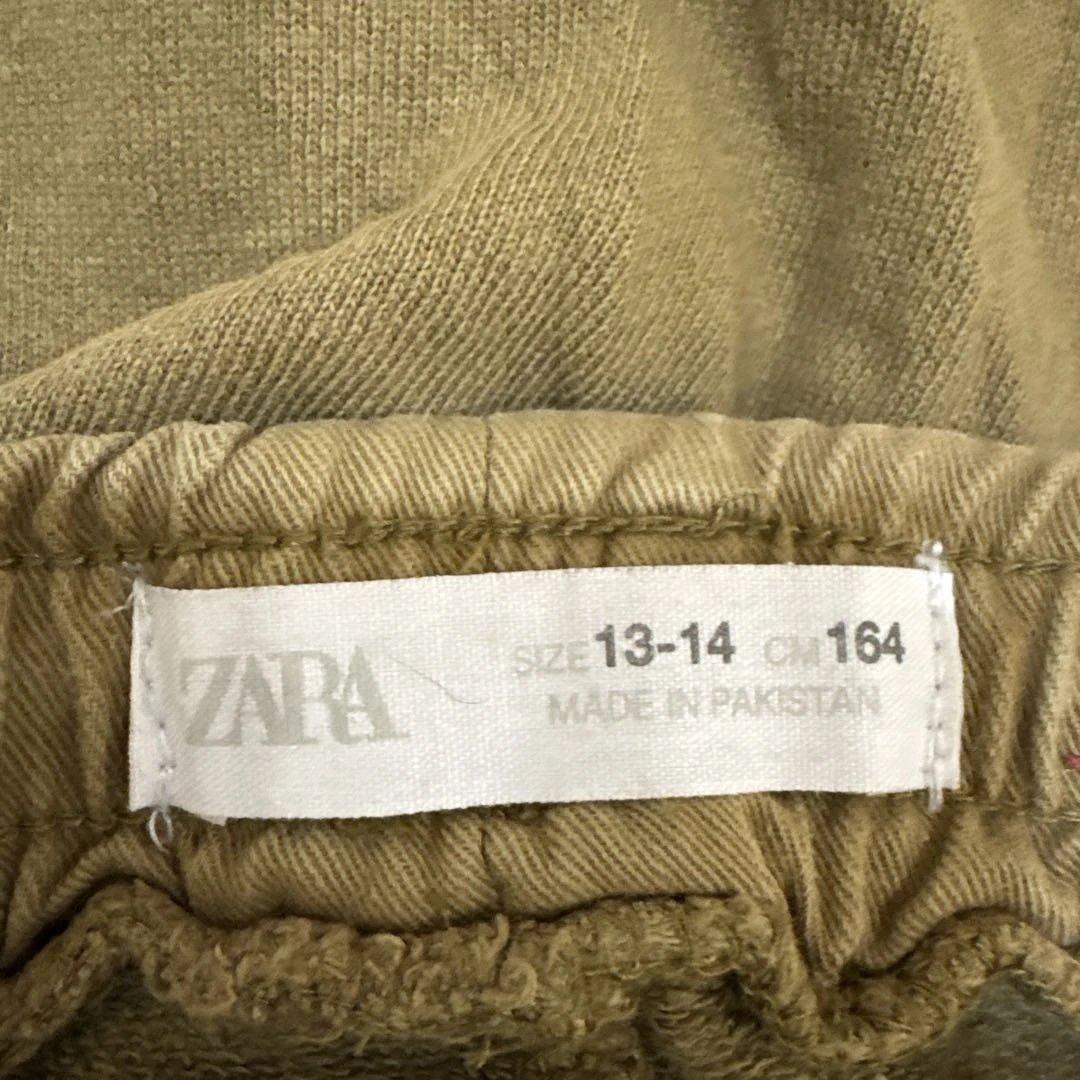 ZARA
SIZE 13-14 CM 164
MADE IN PAKISTAN